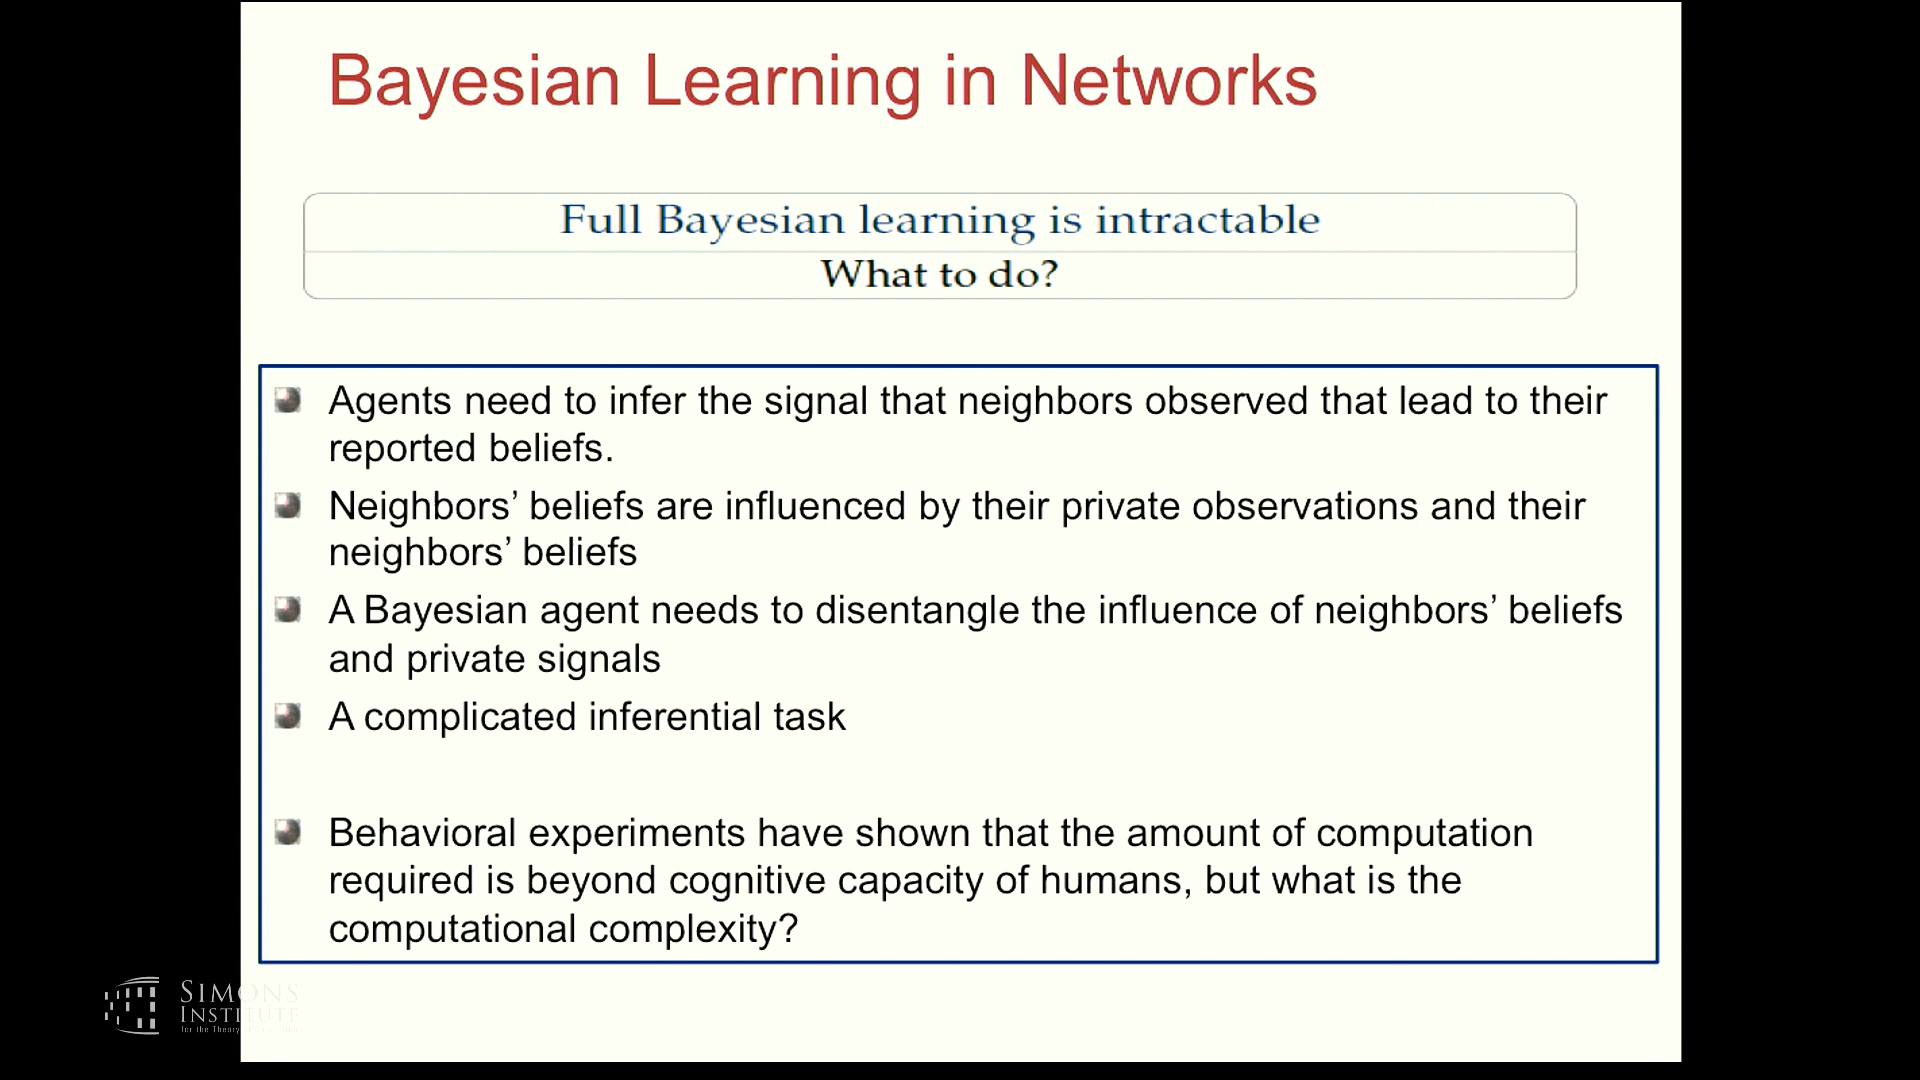 Bayesian Learning in Networks
Full Bayesian learning is intractable
What to do?
Agents need to infer the signal that neighbors observed that lead to their
reported beliefs.
Neighbors’ beliefs are influenced by their private observations and their
neighbors’ beliefs
A Bayesian agent needs to disentangle the influence of neighbors’ beliefs
and private signals
A complicated inferential task
Behavioral experiments have shown that the amount of computation
required is beyond cognitive capacity of humans, but what is the
computational complexity?
SIMONS
INSTITUTE
for the Theory